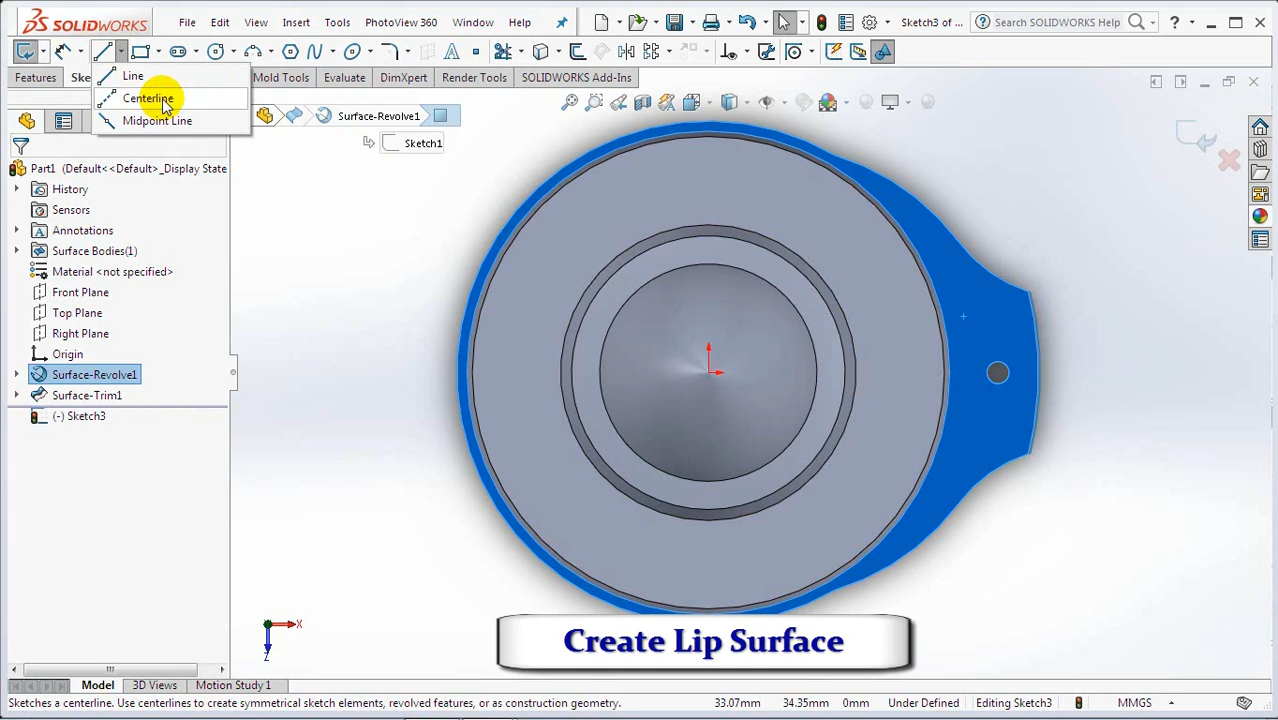 SOLIDWORKS File Edit View Insert Tools PhotoView 360 Window Help Sketch3 of ... Search SOLIDWORKS Help
Features Ske Mold Tools Evaluate DimXpert Render Tools SOLIDWORKS Add-Ins
Line
Centerline
Midpoint Line
Surface-Revolve1
Sketch1
Part1 (Default<<Default>_Display State
History
Sensors
Annotations
Surface Bodies(1)
Material <not specified>
Front Plane
Top Plane
Right Plane
Origin
Surface-Revolve1
Surface-Trim1
(-) Sketch3
X
Z
Create Lip Surface
Model 3D Views Motion Study 1
Sketches a centerline. Use centerlines to create symmetrical sketch elements, revolved features, or as construction geometry. 33.07mm 34.35mm 0mm Under Defined Editing Sketch3 MMGS